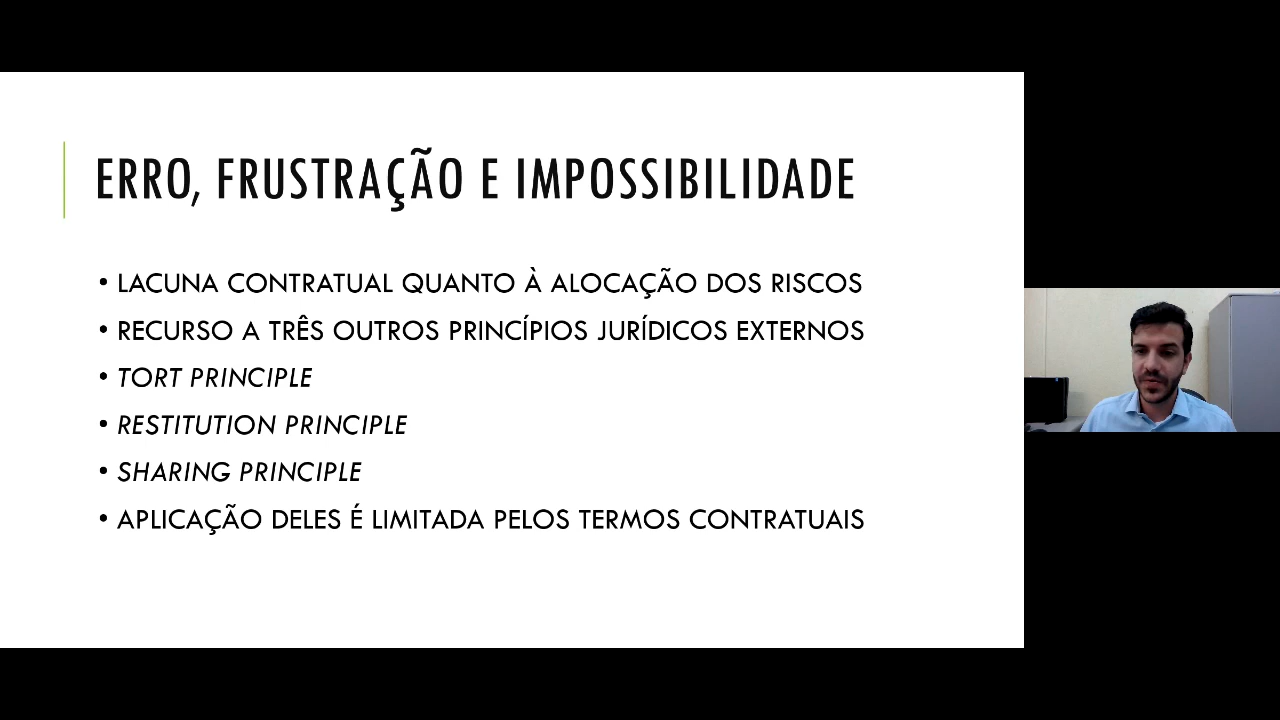 ERRO, FRUSTRAÇÃO E IMPOSSIBILIDADE
• LACUNA CONTRATUAL QUANTO À ALOCAÇÃO DOS RISCOS
• RECURSO A TRÊS OUTROS PRINCÍPIOS JURÍDICOS EXTERNOS
• TORT PRINCIPLE
• RESTITUTION PRINCIPLE
• SHARING PRINCIPLE
• APLICAÇÃO DELES É LIMITADA PELOS TERMOS CONTRATUAIS